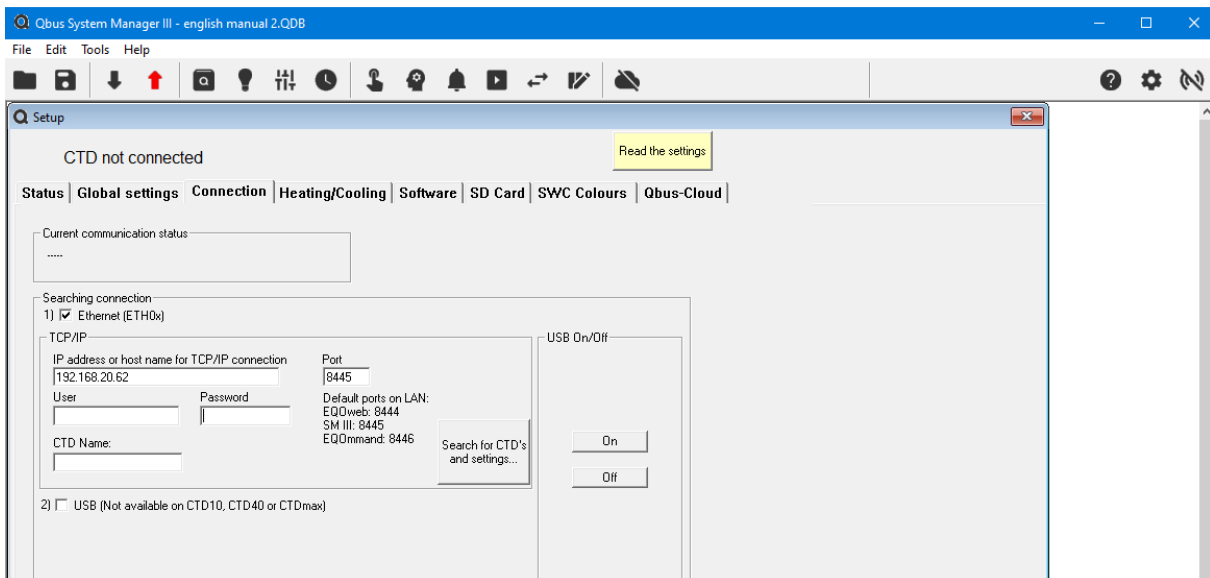 Qbus System Manager III - english manual 2.QDB
File Edit Tools Help
Setup
CTD not connected
Read the settings
Status Global settings Connection Heating/Cooling Software SD Card SWC Colours Qbus-Cloud
Current communication status
.....
Searching connection
1) Ethernet (ETH0x)
TCP/IP
USB On/Off
IP address or host name for TCP/IP connection
Port
192.168.20.62
8445
User
Password
Default ports on LAN:
EQOweb: 8444
SM III: 8445
EQOmmand: 8446
CTD Name:
Search for CTD's
and settings...
On
Off
2) USB (Not available on CTD10, CTD40 or CTDmax)